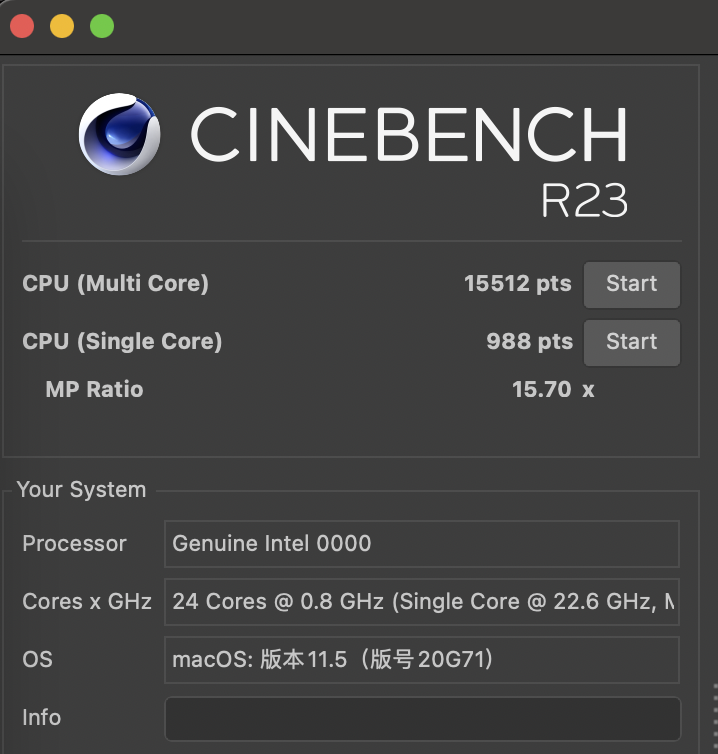 CINEBENCH
R23
CPU (Multi Core) 15512 pts Start
CPU (Single Core) 988 pts Start
MP Ratio 15.70 x
Your System
Processor Genuine Intel 0000
Cores x GHz 24 Cores @ 0.8 GHz (Single Core @ 22.6 GHz,
OS macOS: 版本11.5（版号20G71)
Info